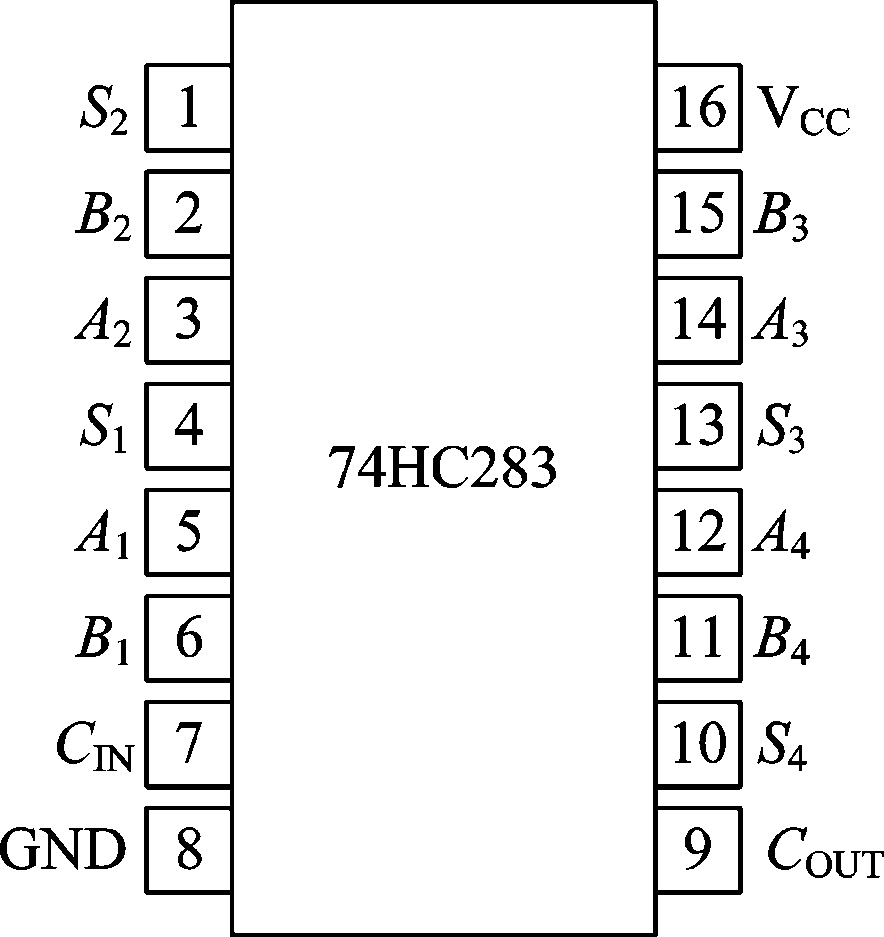 S2 1 16 VCC
B2 2 15 B3
A2 3 14 A3
S1 4 13 S3
74HC283
A1 5 12 A4
B1 6 11 B4
CIN 7 10 S4
GND 8 9 COUT